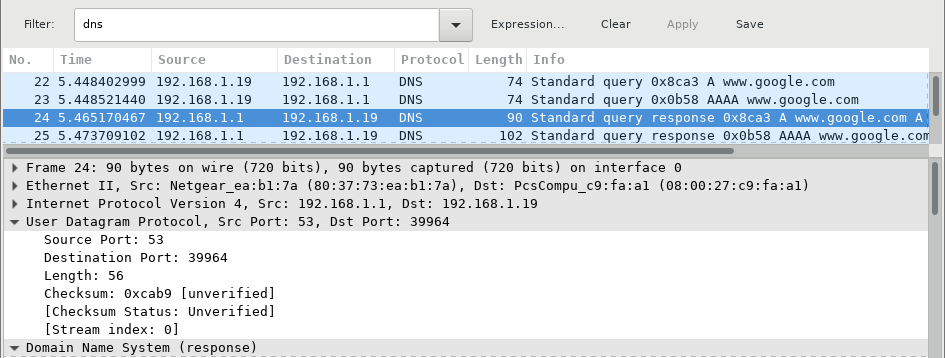 Filter: dns Expression... Clear Apply Save
No. Time Source Destination Protocol Length Info
22 5.448402999 192.168.1.19 192.168.1.1 DNS 74 Standard query 0x8ca3 A www.google.com
23 5.448521440 192.168.1.19 192.168.1.1 DNS 74 Standard query 0x0b58 AAAA www.google.com
24 5.465170467 192.168.1.1 192.168.1.19 DNS 90 Standard query response 0x8ca3 A www.google.com A
25 5.473709102 192.168.1.1 192.168.1.19 DNS 102 Standard query response 0x0b58 AAAA www.google.com
Frame 24: 90 bytes on wire (720 bits), 90 bytes captured (720 bits) on interface 0
Ethernet II, Src: Netgear_ea:b1:7a (80:37:73:ea:b1:7a), Dst: PcsCompu_c9:fa:a1 (08:00:27:c9:fa:a1)
Internet Protocol Version 4, Src: 192.168.1.1, Dst: 192.168.1.19
User Datagram Protocol, Src Port: 53, Dst Port: 39964
Source Port: 53
Destination Port: 39964
Length: 56
Checksum: 0xcab9 [unverified]
[Checksum Status: Unverified]
[Stream index: 0]
Domain Name System (response)